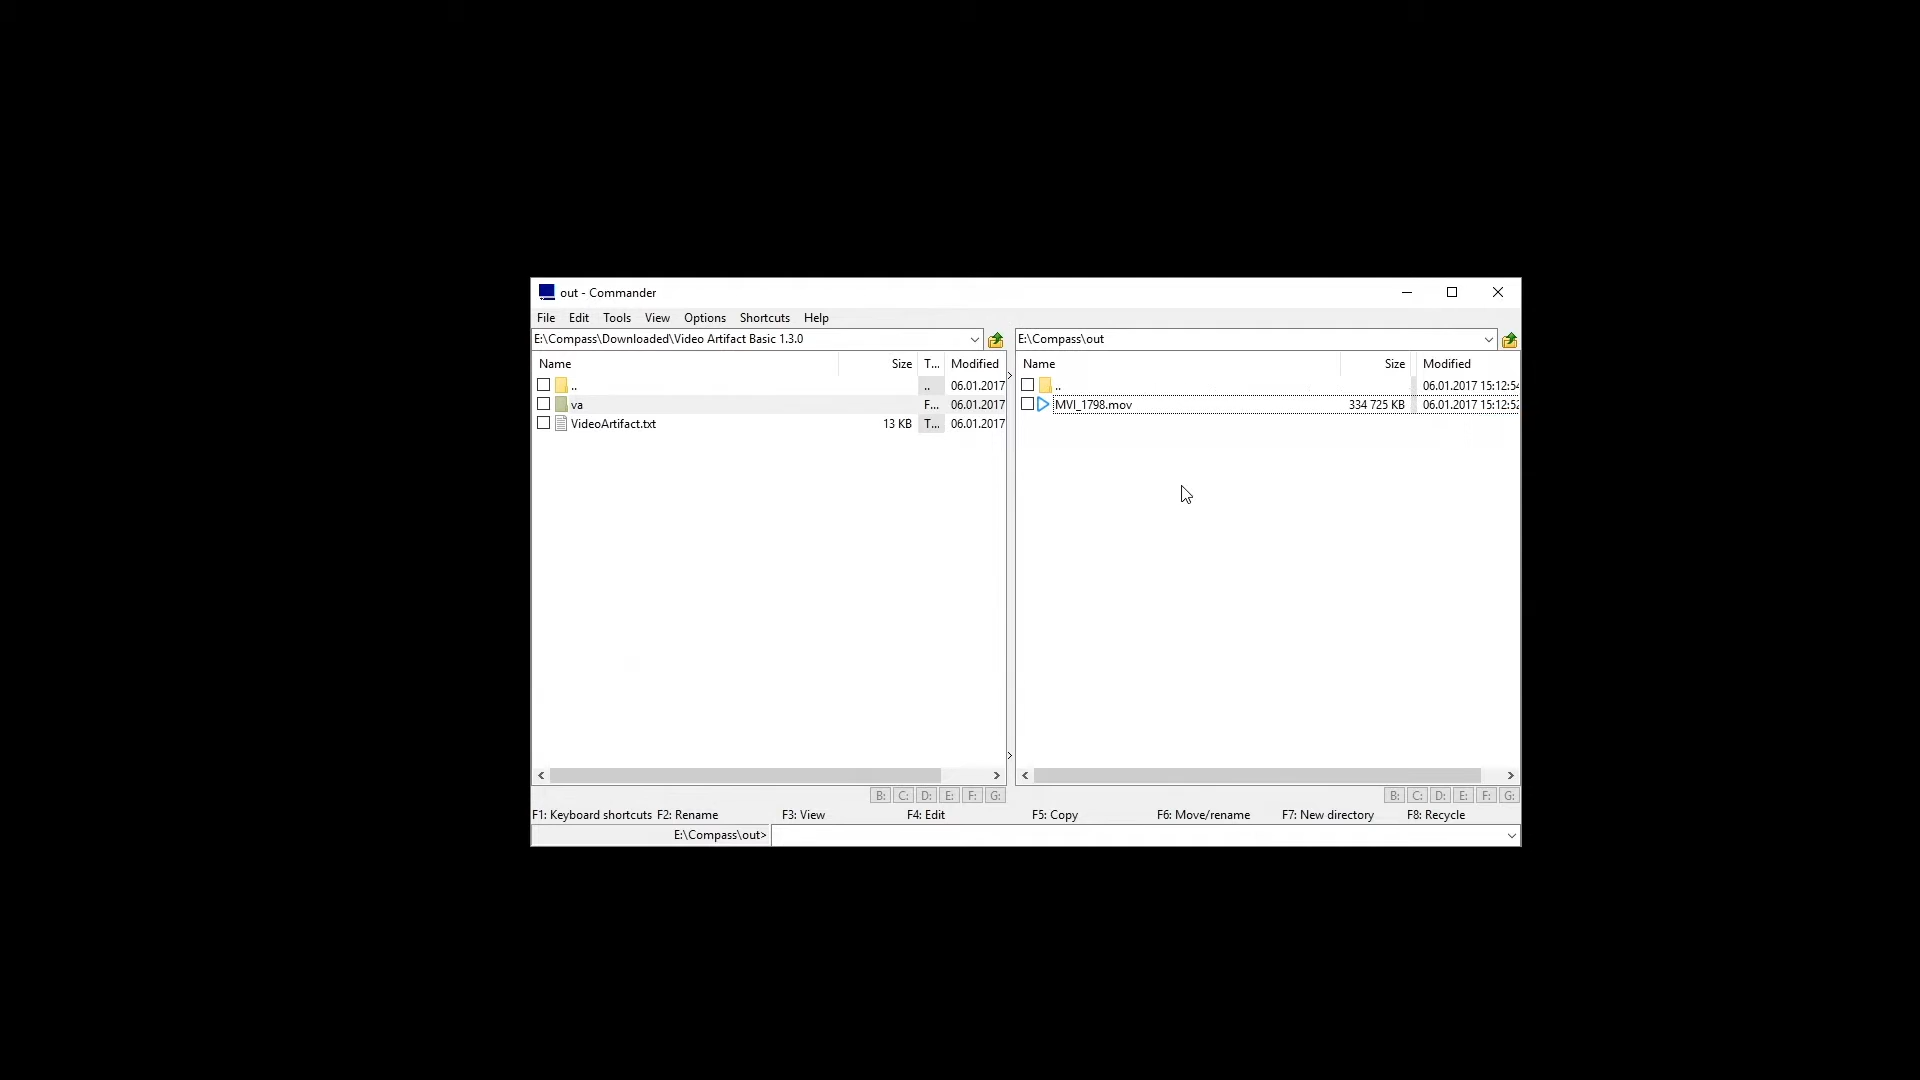 out - Commander
File Edit Tools View Options Shortcuts Help
E:\Compass\Downloaded\Video Artifact Basic 1.3.0
E:\Compass\out
Name Size T... Modified
Name Size Modified
.. .. 06.01.2017
.. 06.01.2017 15:12:54
va F... 06.01.2017
MVI_1798.mov 334 725 KB 06.01.2017 15:12:52
VideoArtifact.txt 13 KB T... 06.01.2017
B: C: D: E: F: G:
B: C: D: E: F: G:
F1: Keyboard shortcuts F2: Rename F3: View F4: Edit F5: Copy F6: Move/rename F7: New directory F8: Recycle
E:\Compass\out>